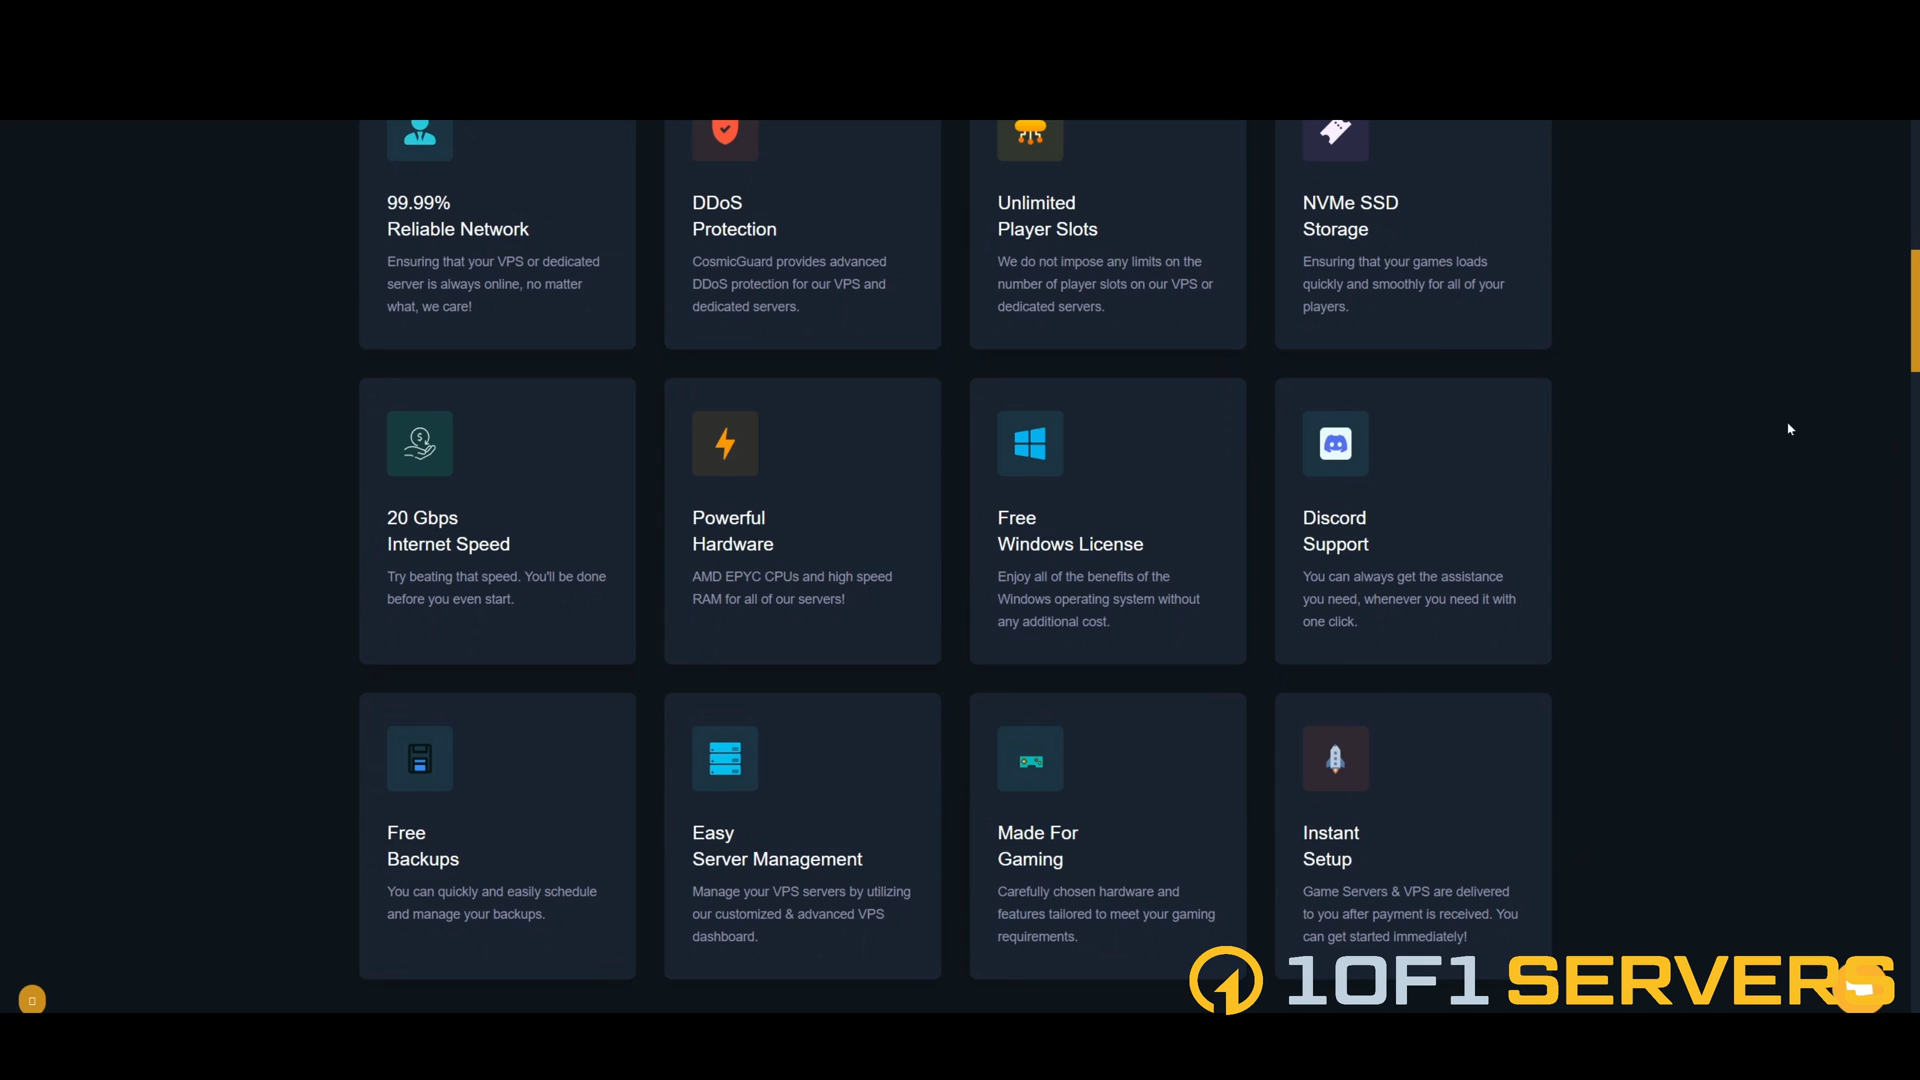 99.99%
Reliable Network
Ensuring that your VPS or dedicated
server is always online, no matter
what, we care!
DDoS
Protection
CosmicGuard provides advanced
DDoS protection for our VPS and
dedicated servers.
Unlimited
Player Slots
We do not impose any limits on the
number of player slots on our VPS or
dedicated servers.
NVMe SSD
Storage
Ensuring that your games loads
quickly and smoothly for all of your
players.
20 Gbps
Internet Speed
Try beating that speed. You'll be done
before you even start.
Powerful
Hardware
AMD EPYC CPUs and high speed
RAM for all of our servers!
Free
Windows License
Enjoy all of the benefits of the
Windows operating system without
any additional cost.
Discord
Support
You can always get the assistance
you need, whenever you need it with
one click.
Free
Backups
You can quickly and easily schedule
and manage your backups.
Easy
Server Management
Manage your VPS servers by utilizing
our customized & advanced VPS
dashboard.
Made For
Gaming
Carefully chosen hardware and
features tailored to meet your gaming
requirements.
Instant
Setup
Game Servers & VPS are delivered
to you after payment is received. You
can get started immediately!
1OF1 SERVERS